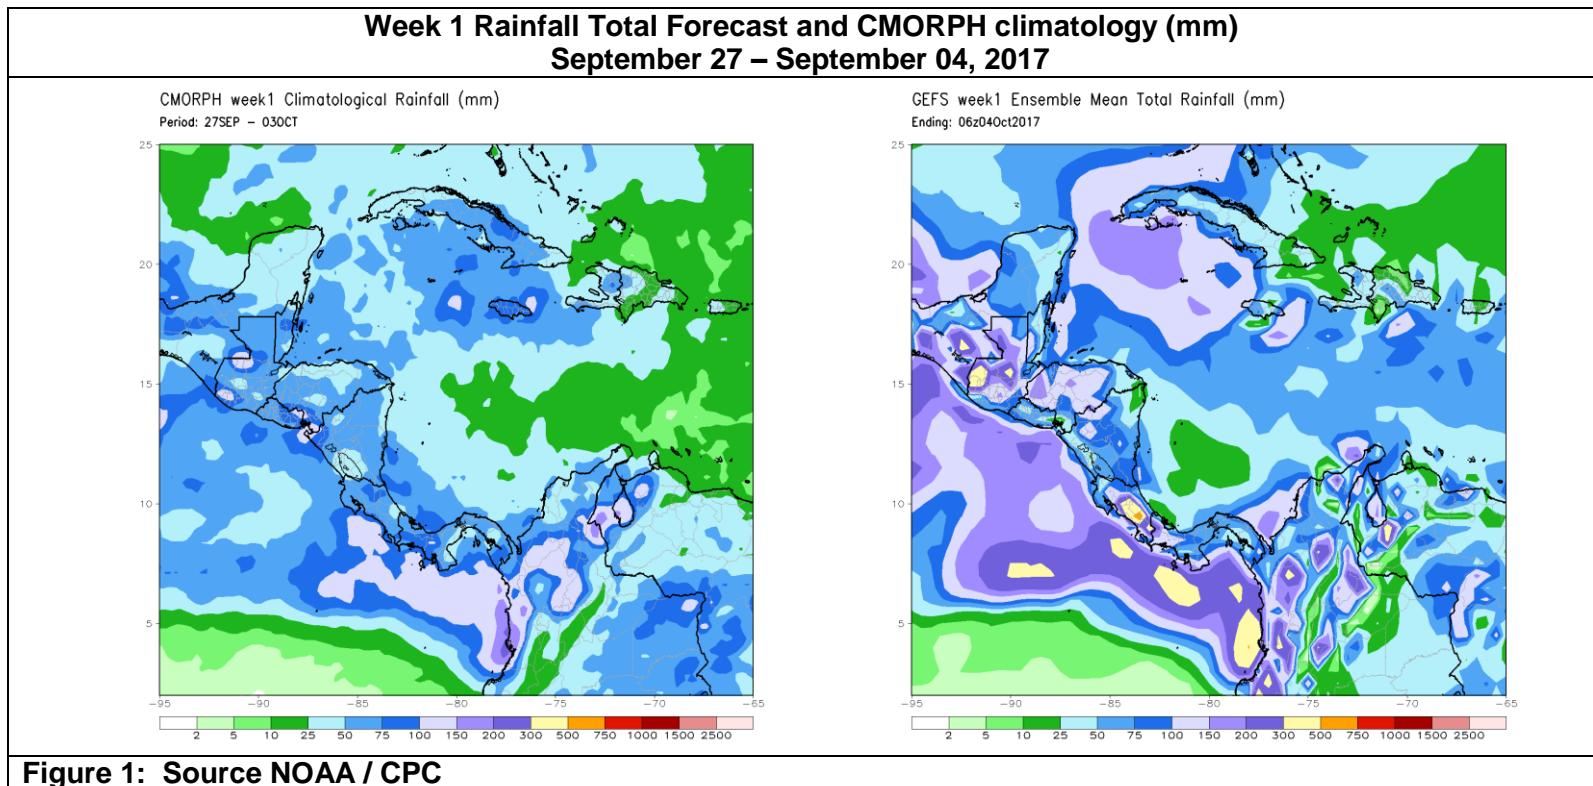 Week 1 Rainfall Total Forecast and CMORPH climatology (mm)
September 27 – September 04, 2017
CMORPH week1 Climatological Rainfall (mm)
Period: 27SEP – 03OCT
25
20
15
10
5
−95
−90
−85
−80
−75
−70
−65
2 5 10 25 50 75 100 150 200 300 500 750 1000 1500 2500
GEFS week1 Ensemble Mean Total Rainfall (mm)
Ending: 06z04Oct2017
25
20
15
10
5
−95
−90
−85
−80
−75
−70
−65
2 5 10 25 50 75 100 150 200 300 500 750 1000 1500 2500
Figure 1: Source NOAA / CPC